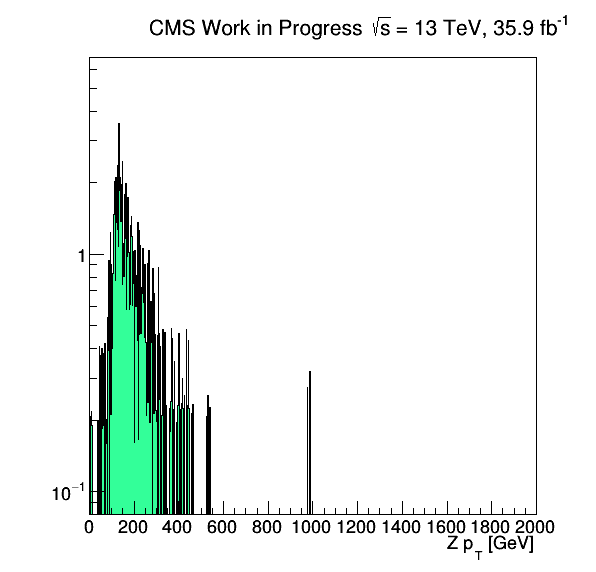 CMS Work in Progress √s = 13 TeV, 35.9 fb⁻¹
1
10⁻¹
0 200 400 600 800 1000 1200 1400 1600 1800 2000
Z p_T [GeV]